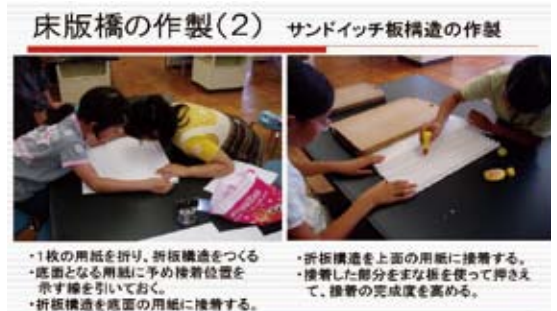 床版橋の作製(2) サンドイッチ板構造の作製
・1枚の用紙を折り、折板構造をつくる
・底面となる用紙に予め接着位置を
示す線を引いておく。
・折板構造を底面の用紙に接着する。
・折板構造を上面の用紙に接着する。
・接着した部分をまな板を使って押さえ
て、接着の完成度を高める。